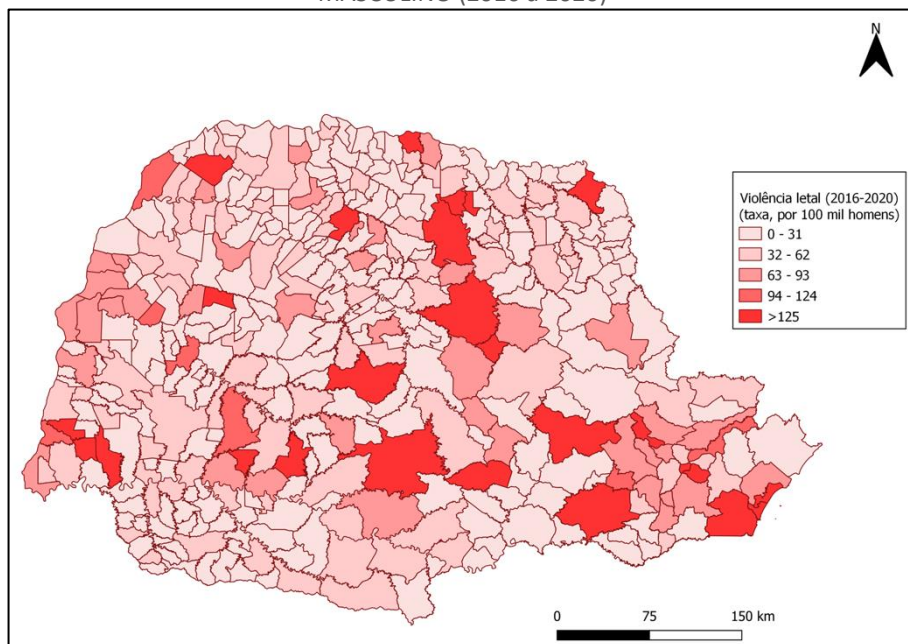 MASCULINO (2016 a 2020)
N
Violência letal (2016-2020)
(taxa, por 100 mil homens)
0 - 31
32 - 62
63 - 93
94 - 124
>125
0 75 150 km